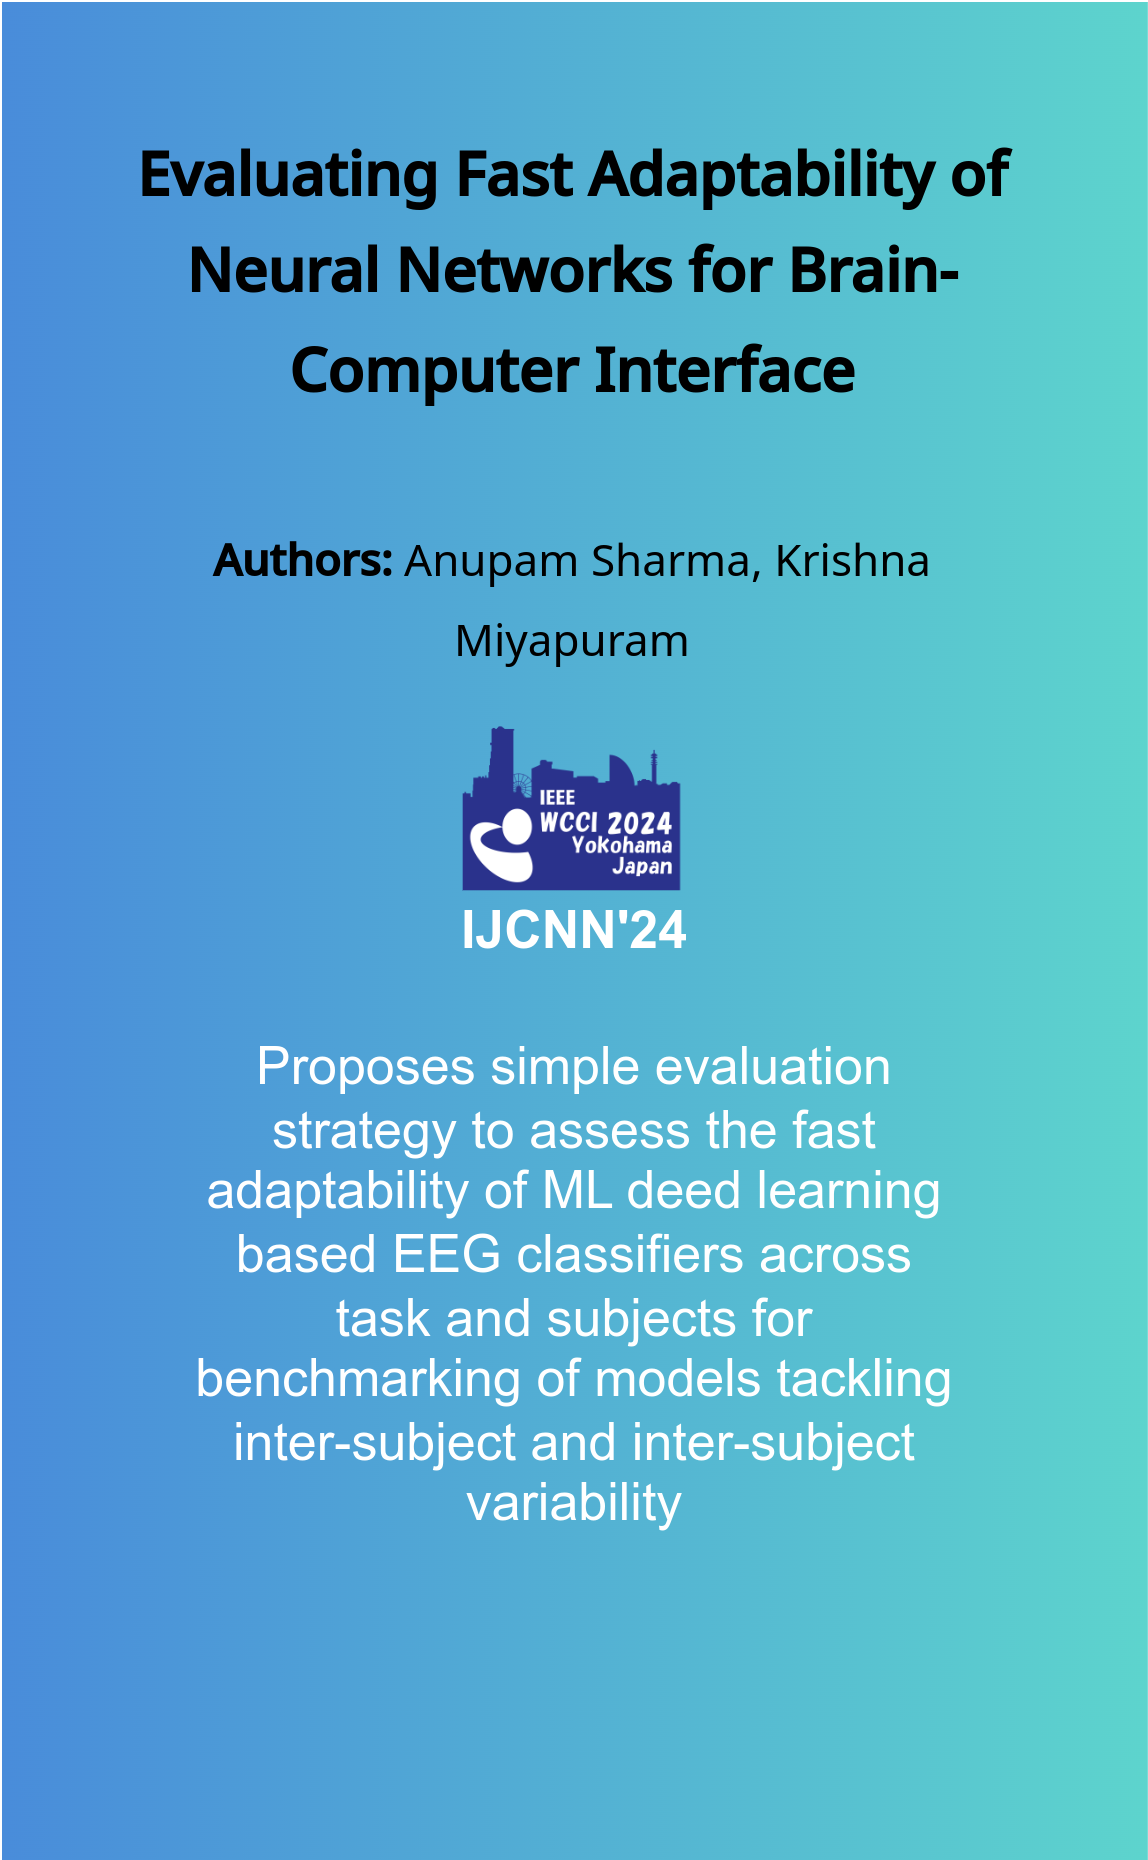 Evaluating Fast Adaptability of
Neural Networks for Brain-
Computer Interface
Authors: Anupam Sharma, Krishna
Miyapuram
IEEE
WCCI 2024
Yokohama
Japan
IJCNN'24
Proposes simple evaluation
strategy to assess the fast
adaptability of ML deed learning
based EEG classifiers across
task and subjects for
benchmarking of models tackling
inter-subject and inter-subject
variability